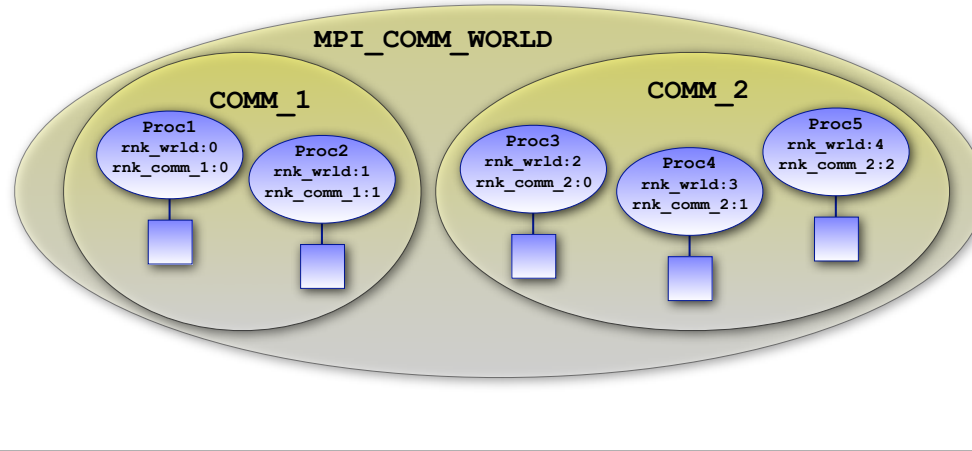 MPI_COMM_WORLD
COMM_1
Proc1
rnk_wrld:0
rnk_comm_1:0
Proc2
rnk_wrld:1
rnk_comm_1:1
COMM_2
Proc3
rnk_wrld:2
rnk_comm_2:0
Proc4
rnk_wrld:3
rnk_comm_2:1
Proc5
rnk_wrld:4
rnk_comm_2:2